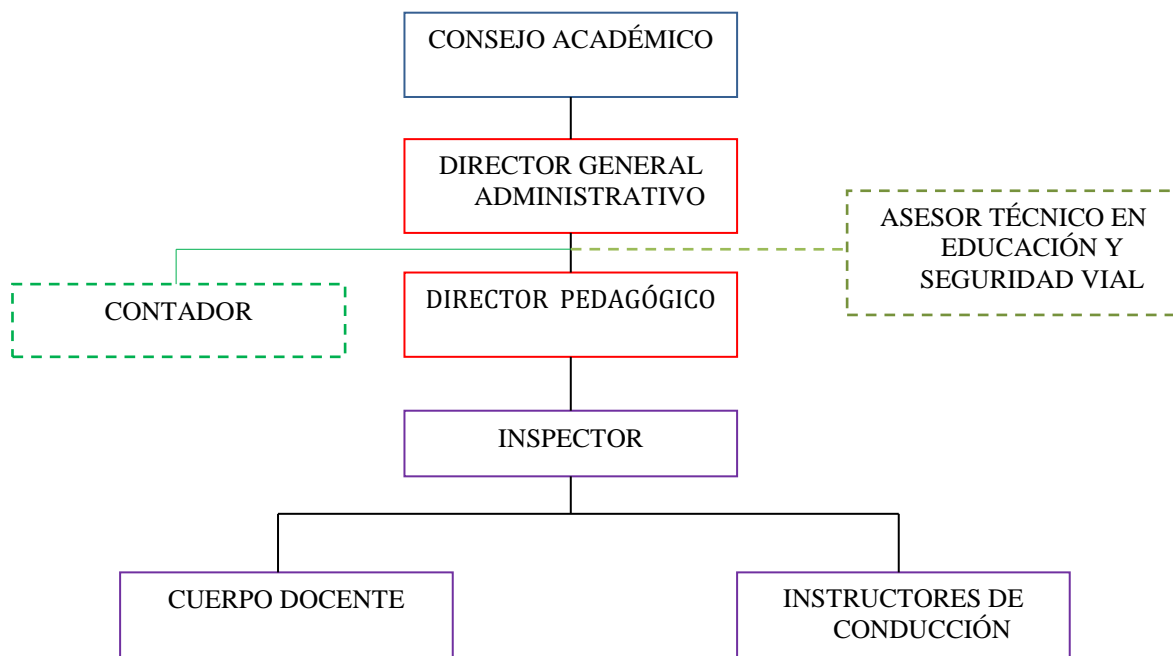 CONSEJO ACADÉMICO
DIRECTOR GENERAL
ADMINISTRATIVO
ASESOR TÉCNICO EN
EDUCACIÓN Y
SEGURIDAD VIAL
CONTADOR
DIRECTOR PEDAGÓGICO
INSPECTOR
CUERPO DOCENTE
INSTRUCTORES DE
CONDUCCIÓN